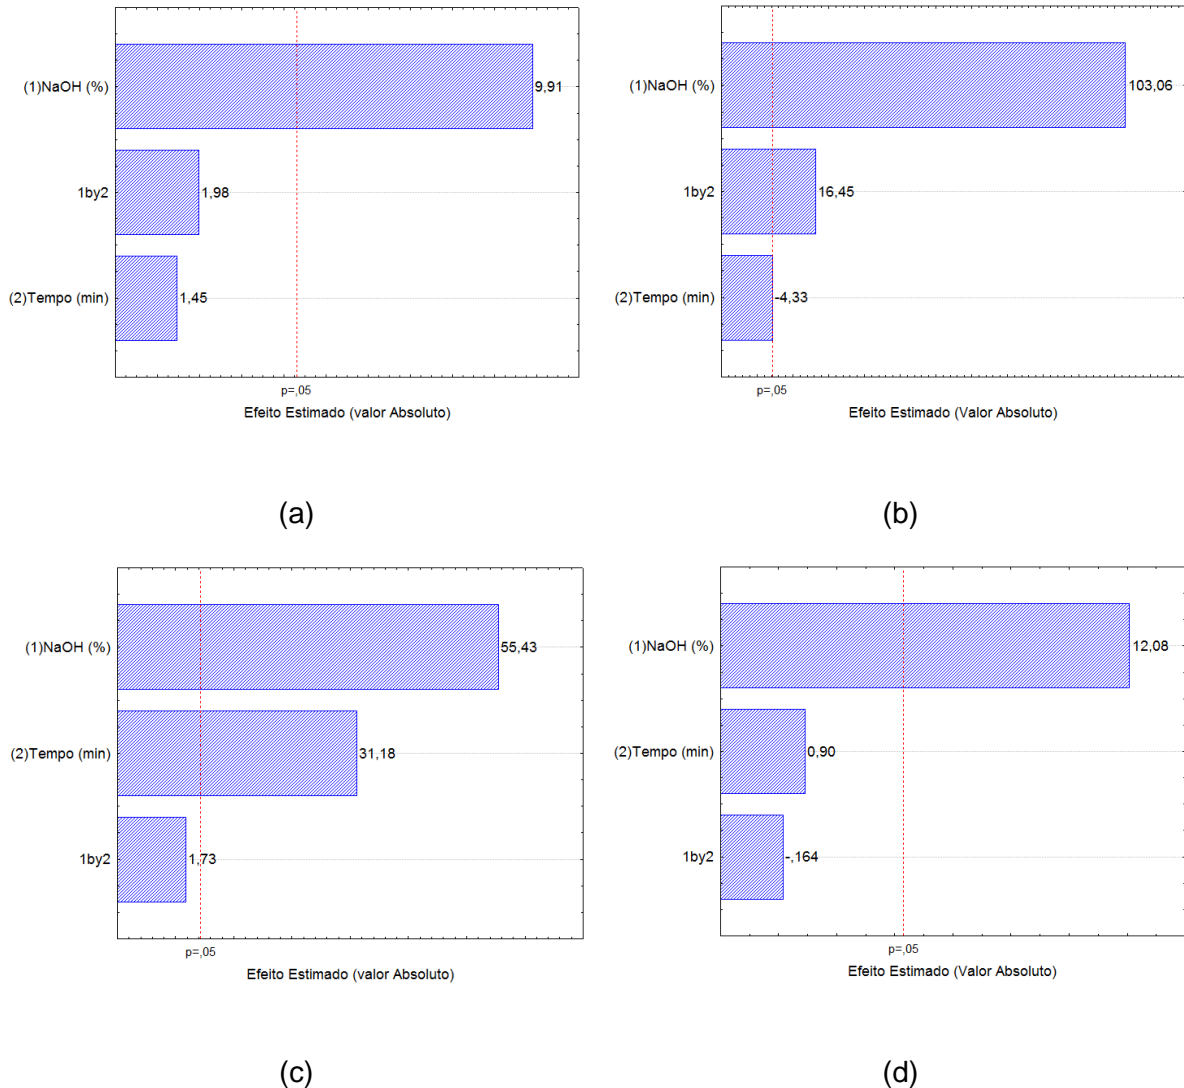 (1)NaOH (%)
9,91
1by2
1,98
(2)Tempo (min)
1,45
p=,05
Efeito Estimado (valor Absoluto)
(a)
(1)NaOH (%)
103,06
1by2
16,45
(2)Tempo (min)
-4,33
p=,05
Efeito Estimado (Valor Absoluto)
(b)
(1)NaOH (%)
55,43
(2)Tempo (min)
31,18
1by2
1,73
p=,05
Efeito Estimado (valor Absoluto)
(c)
(1)NaOH (%)
12,08
(2)Tempo (min)
0,90
1by2
-,164
p=,05
Efeito Estimado (Valor Absoluto)
(d)